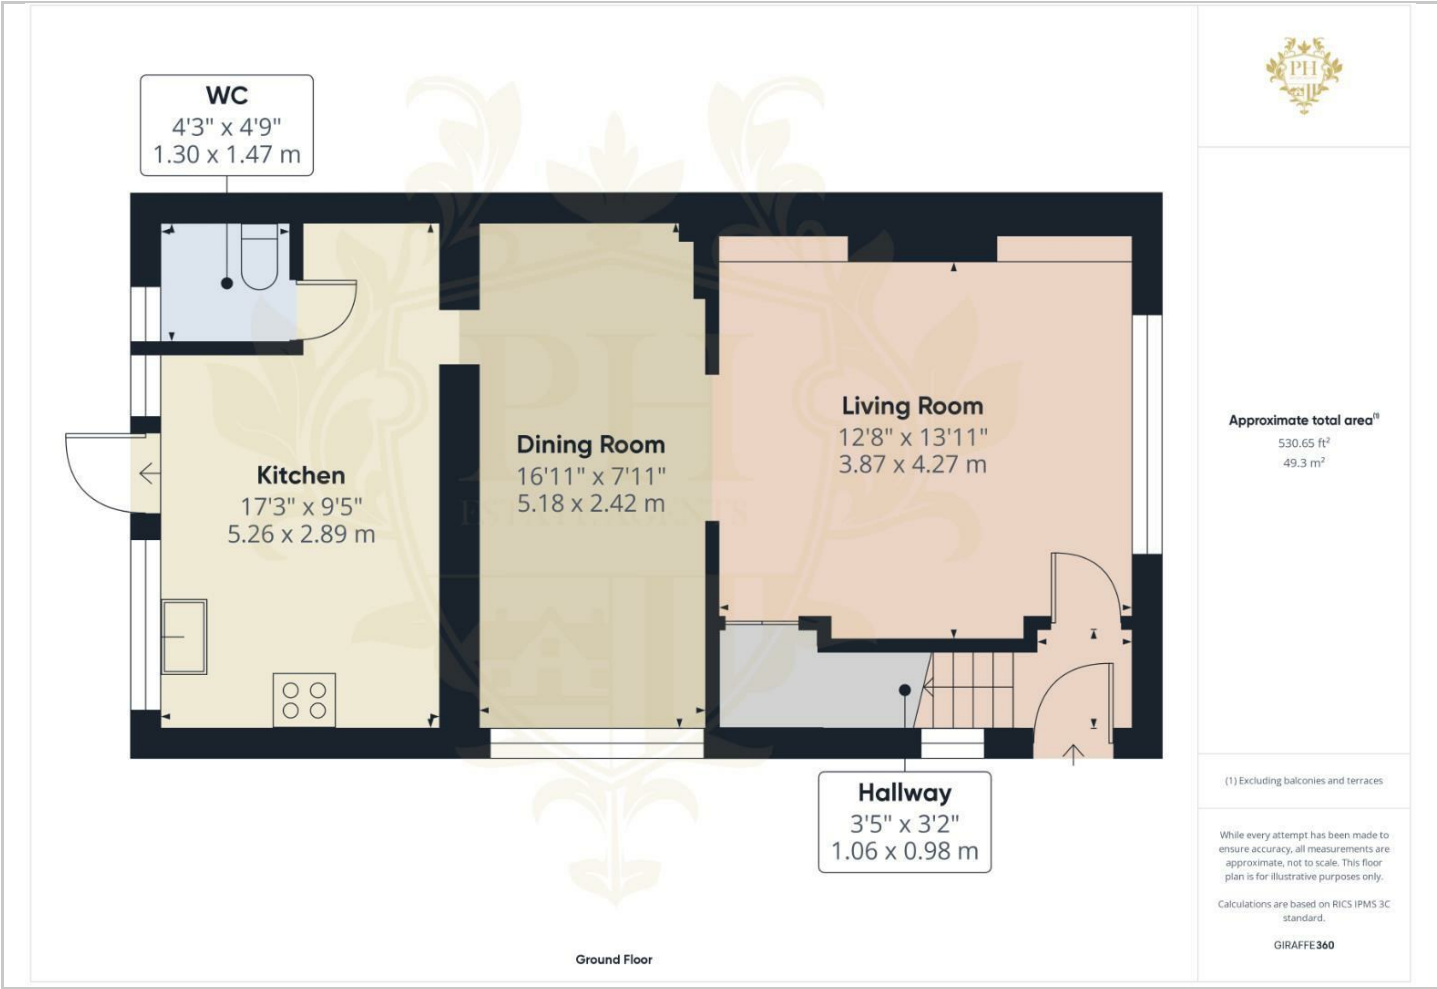 WC
4'3" x 4'9"
1.30 x 1.47 m
PH
Kitchen
17'3" x 9'5"
5.26 x 2.89 m
Dining Room
16'11" x 7'11"
5.18 x 2.42 m
Living Room
12'8" x 13'11"
3.87 x 4.27 m
PH
ESTATE AGENTS
Hallway
3'5" x 3'2"
1.06 x 0.98 m
Ground Floor
Approximate total area⁽¹⁾
530.65 ft²
49.3 m²
(1) Excluding balconies and terraces
While every attempt has been made to
ensure accuracy, all measurements are
approximate, not to scale. This floor
plan is for illustrative purposes only.
Calculations are based on RICS IPMS 3C
standard.
GIRAFFE360